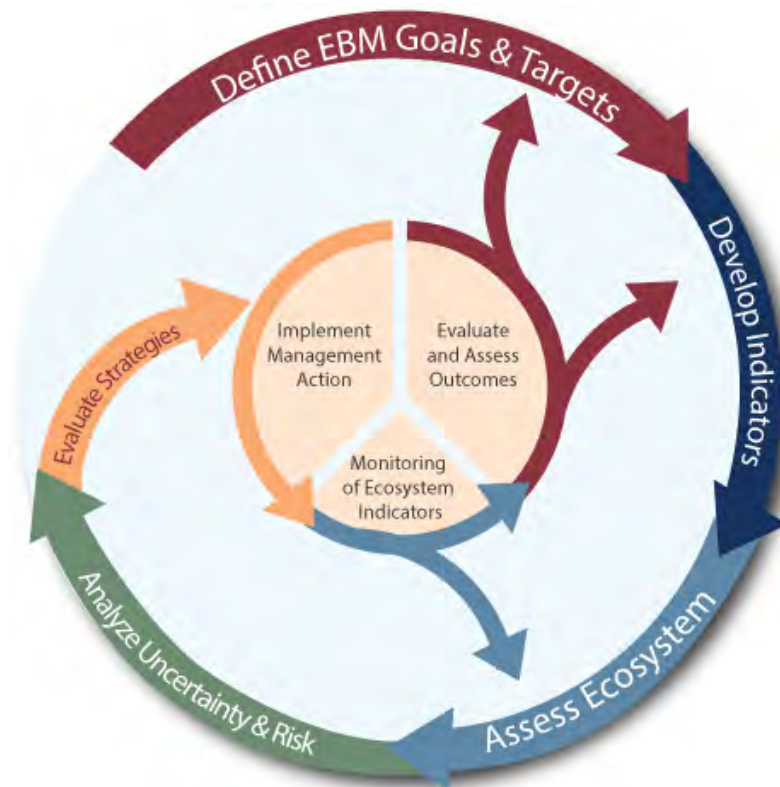 Define EBM Goals & Targets
Develop Indicators
Assess Ecosystem
Analyze Uncertainty & Risk
Evaluate Strategies
Implement
Management
Action
Evaluate
and Assess
Outcomes
Monitoring
of Ecosystem
Indicators